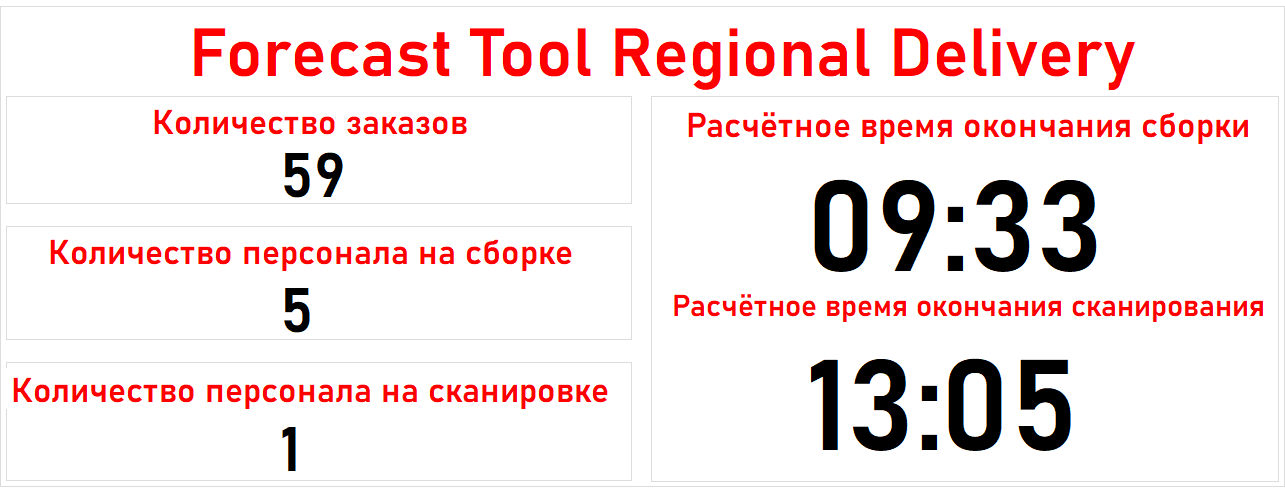 Forecast Tool Regional Delivery
Количество заказов
59
Количество персонала на сборке
5
Количество персонала на сканировке
1
Расчётное время окончания сборки
09:33
Расчётное время окончания сканирования
13:05